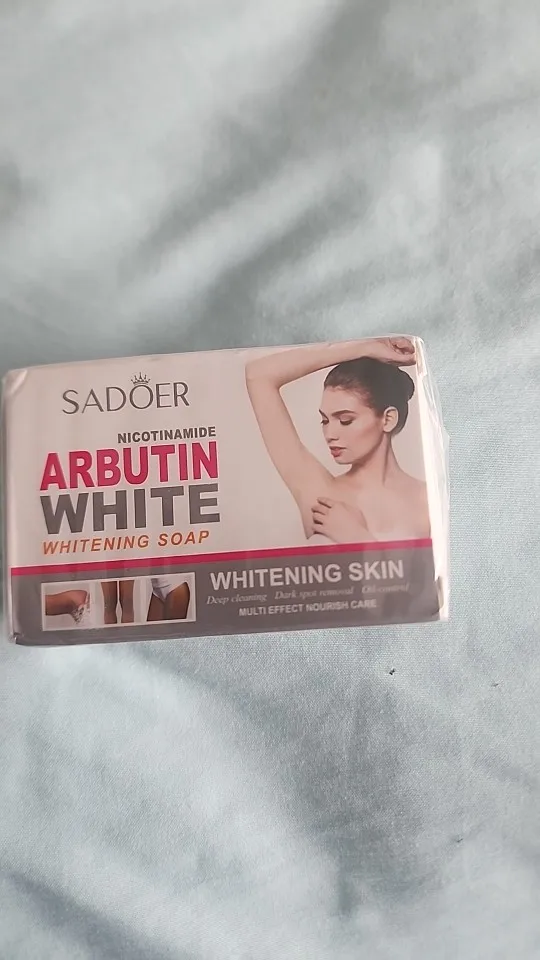 SADOER
NICOTINAMIDE
ARBUTIN
WHITE
WHITENING SOAP
WHITENING SKIN
Deep cleaning Dark spot removal Oil-control
MULTI EFFECT NOURISH CARE